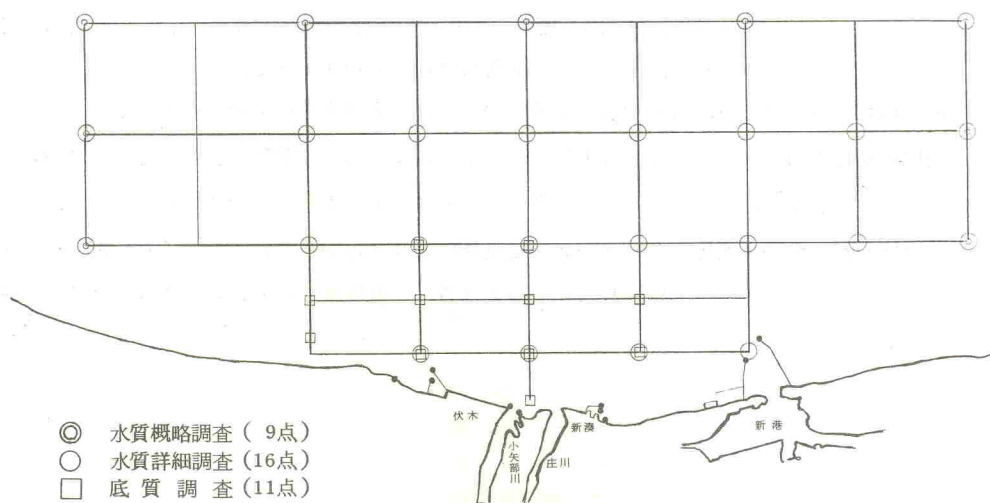 伏木
小矢部川
庄川
新湊
新港
◎ 水質概略調査 ( 9点)
○ 水質詳細調査 (16点)
□ 底質調査 (11点)